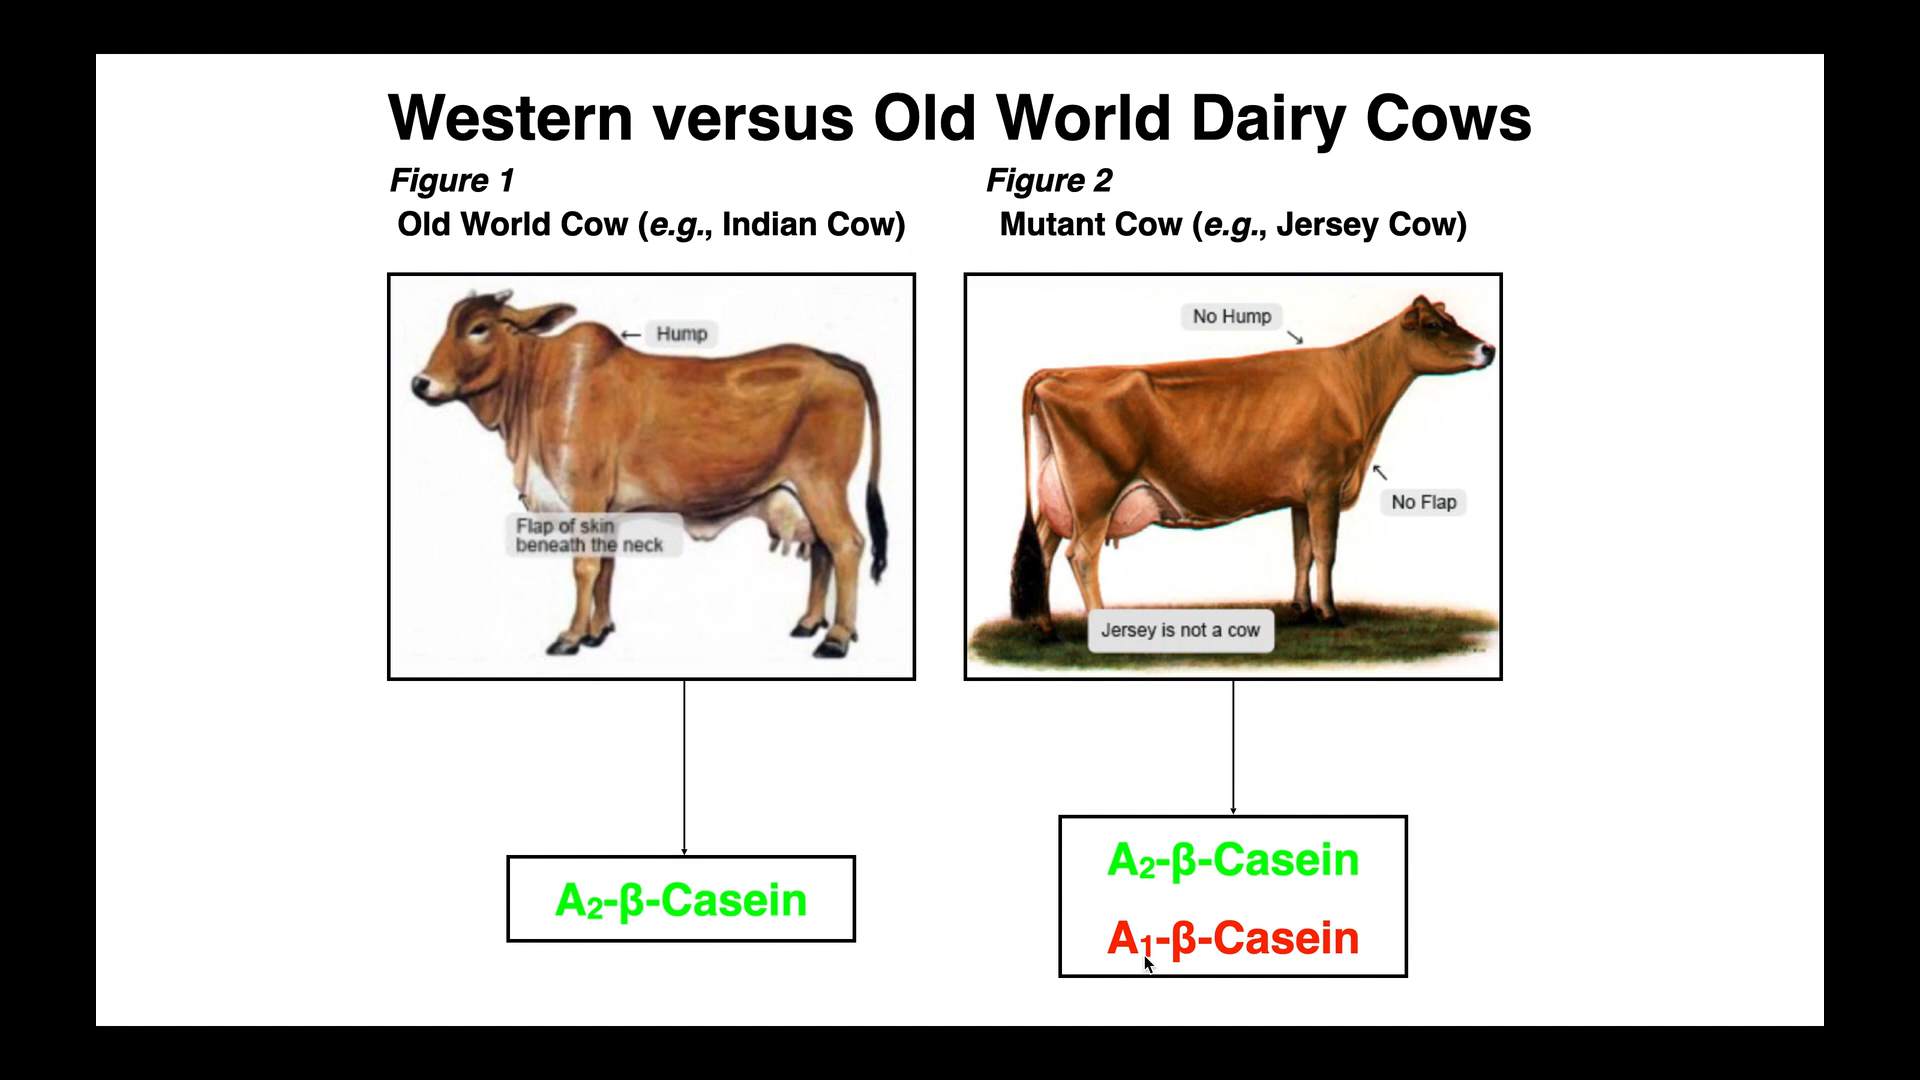 Western versus Old World Dairy Cows
Figure 1
Old World Cow (e.g., Indian Cow)
Hump
Flap of skin
beneath the neck
A₂-β-Casein
Figure 2
Mutant Cow (e.g., Jersey Cow)
No Hump
No Flap
Jersey is not a cow
A₂-β-Casein
A₁-β-Casein